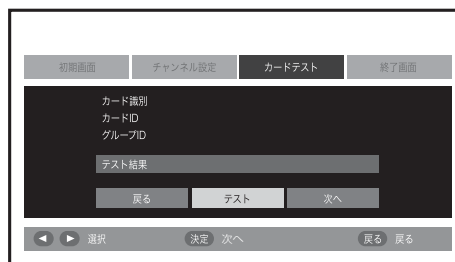 初期画面 チャンネル設定 カードテスト 終了画面
カード識別
カードID
グループID
テスト結果
戻る テスト 次へ
選択 決定 次へ 戻る 戻る